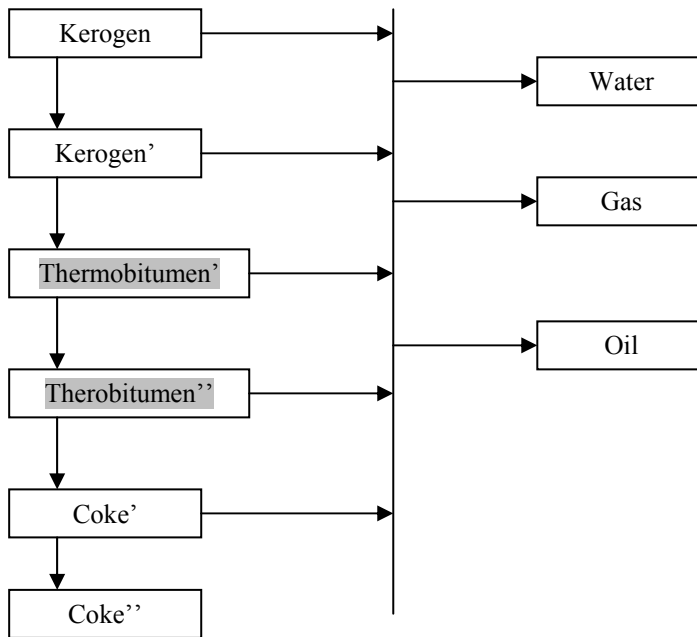 Kerogen
Water
Kerogen’
Gas
Thermobitumen’
Oil
Therobitumen’’
Coke’
Coke’’